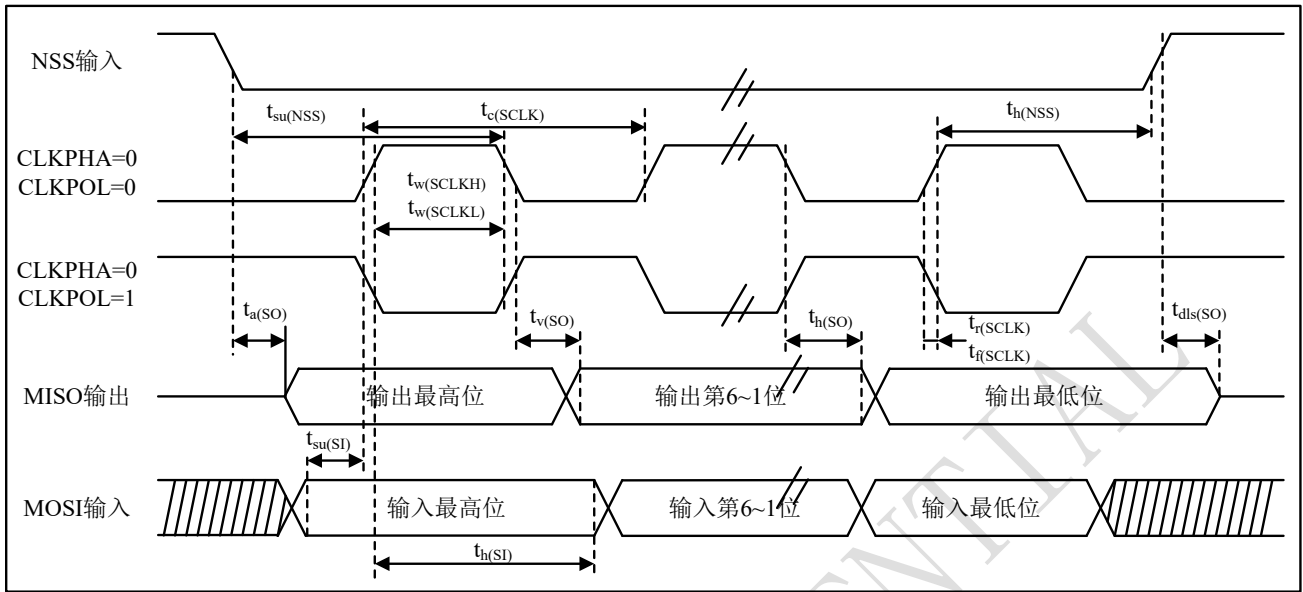 NSS输入
tsu(NSS)
tc(SCLK)
th(NSS)
CLKPHA=0
CLKPOL=0
tw(SCLKH)
tw(SCLKL)
CLKPHA=0
CLKPOL=1
ta(SO)
tv(SO)
th(SO)
tr(SCLK)
tf(SCLK)
tdls(SO)
MISO输出
输出最高位
输出第6~1位
输出最低位
tsu(SI)
MOSI输入
输入最高位
输入第6~1位
输入最低位
th(SI)
ENTIAL